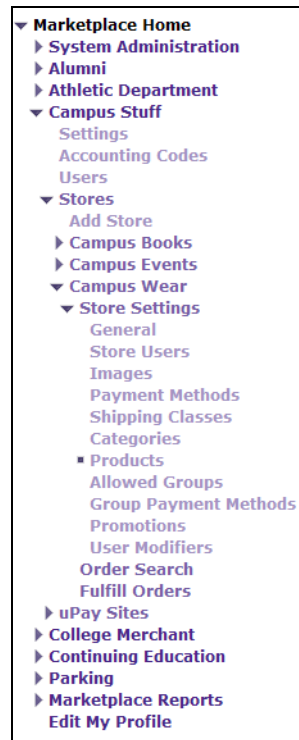 Marketplace Home
System Administration
Alumni
Athletic Department
Campus Stuff
Settings
Accounting Codes
Users
Stores
Add Store
Campus Books
Campus Events
Campus Wear
Store Settings
General
Store Users
Images
Payment Methods
Shipping Classes
Categories
Products
Allowed Groups
Group Payment Methods
Promotions
User Modifiers
Order Search
Fulfill Orders
uPay Sites
College Merchant
Continuing Education
Parking
Marketplace Reports
Edit My Profile